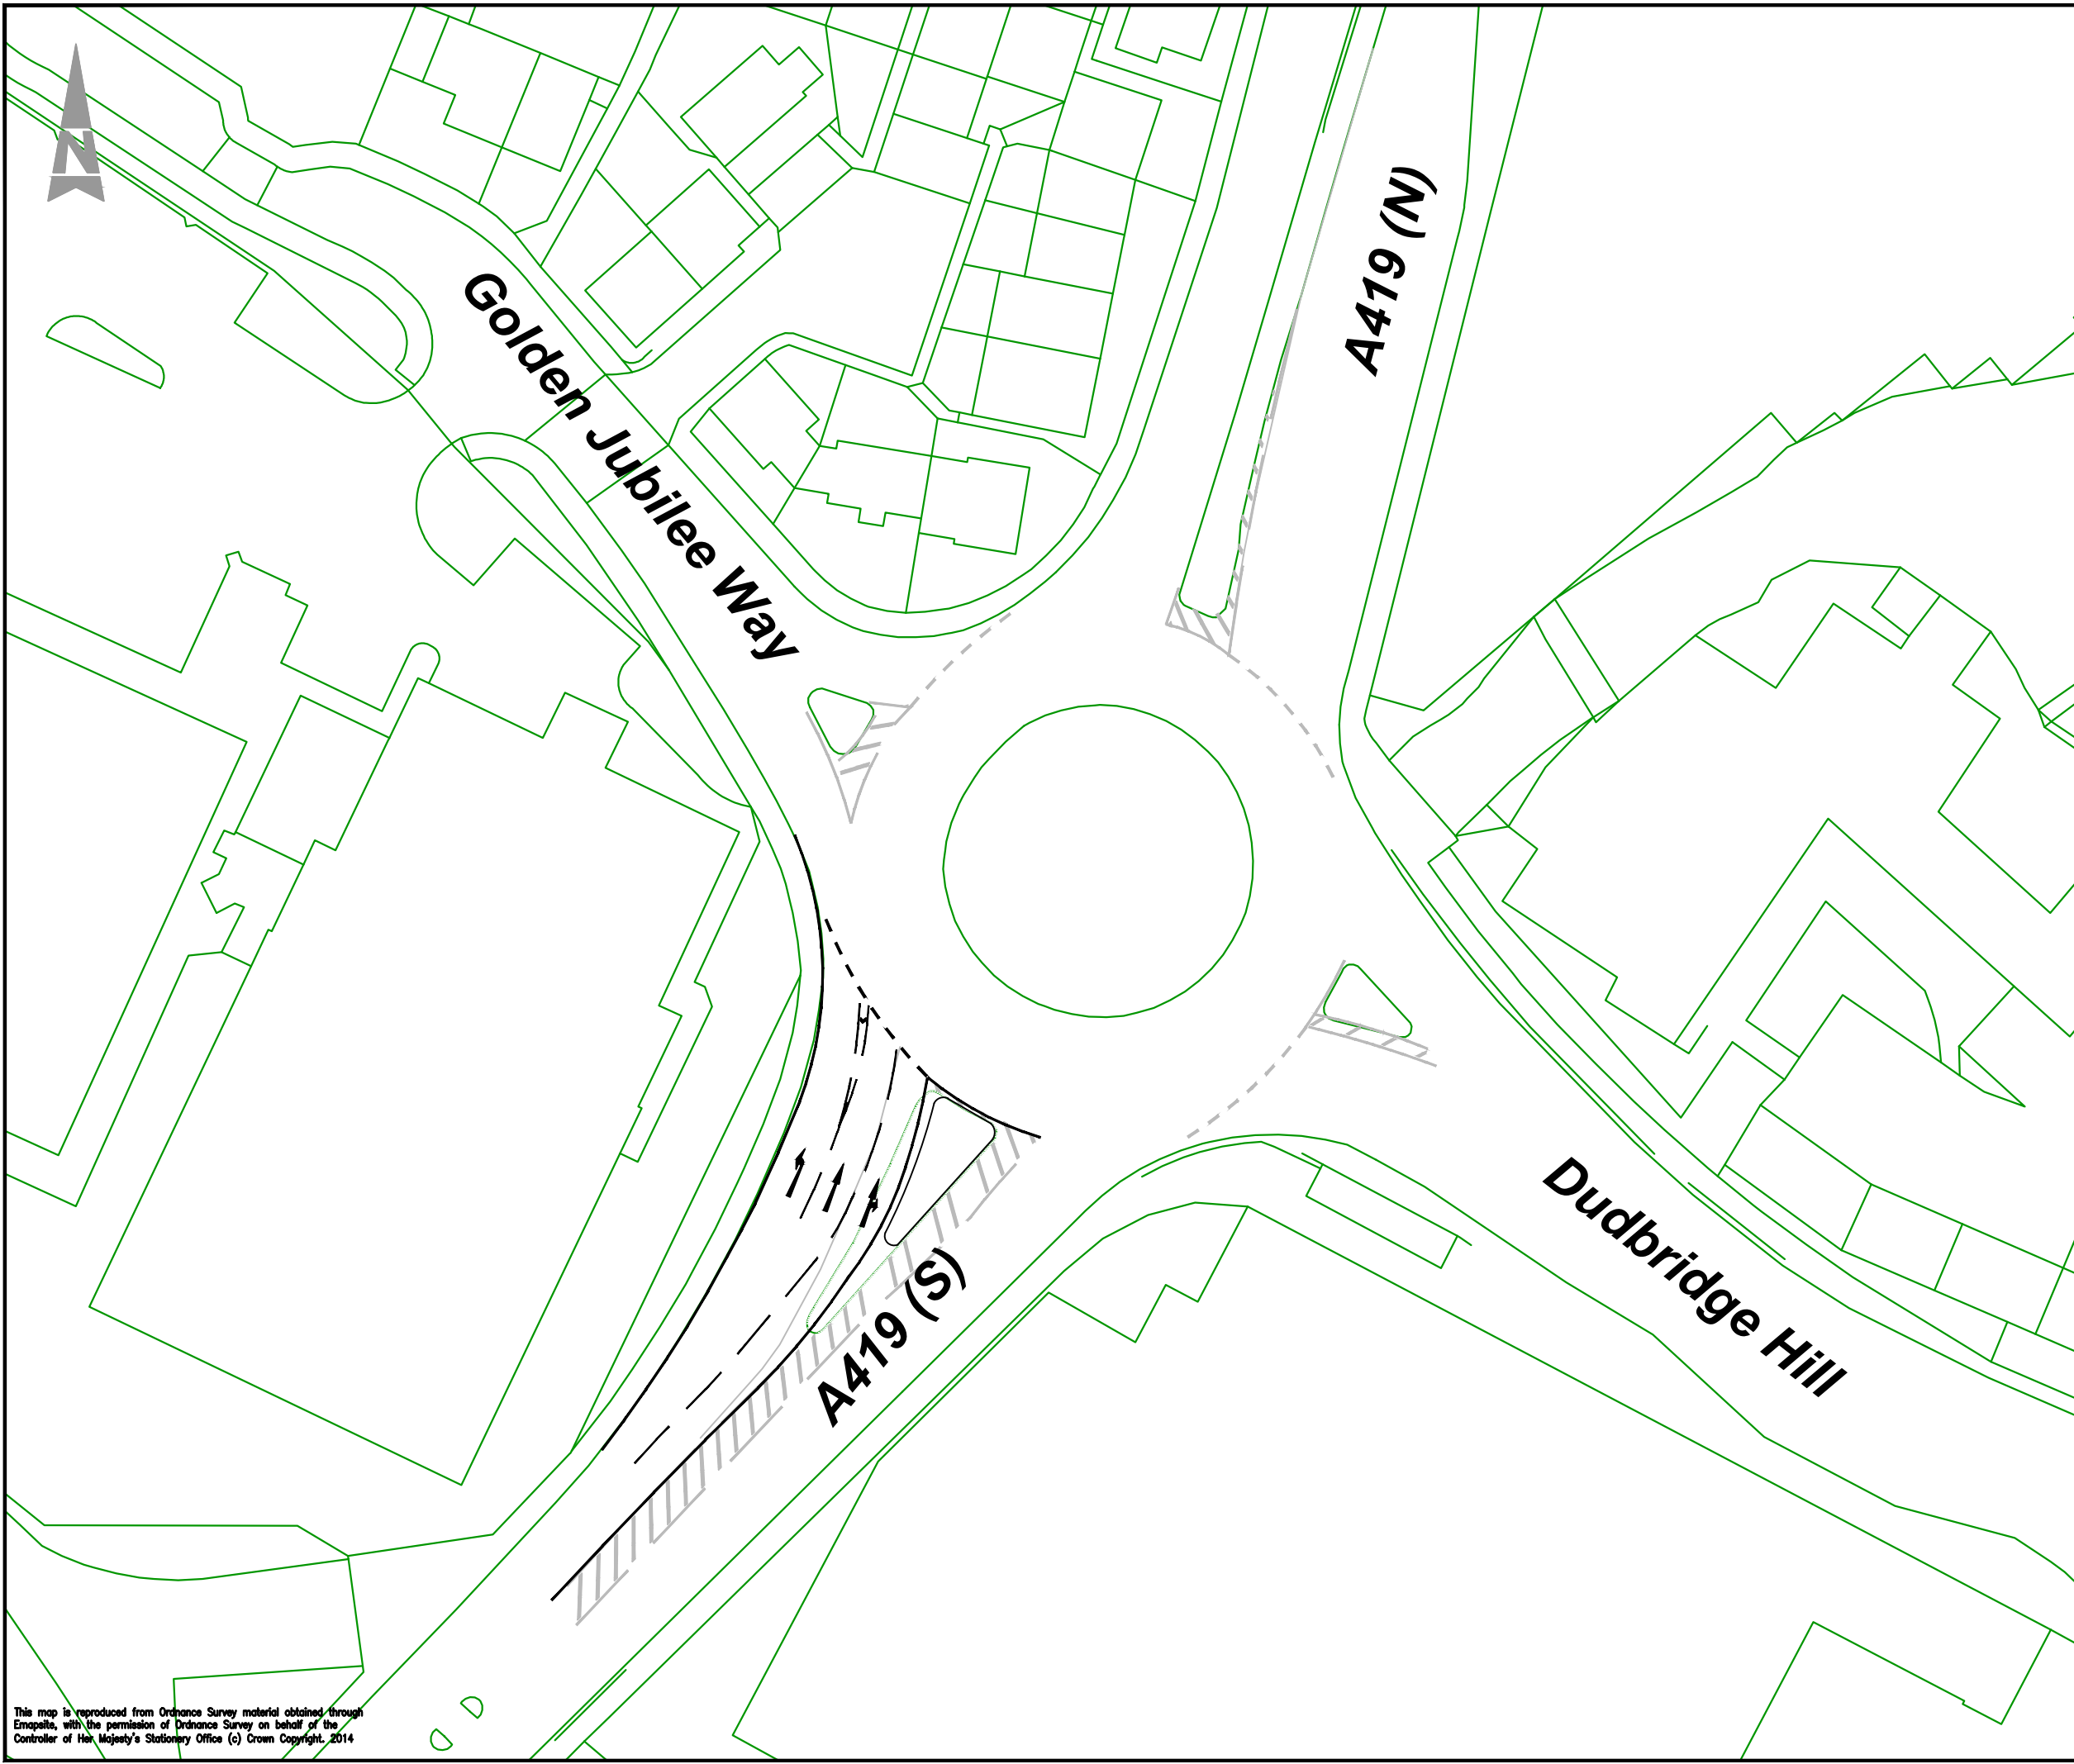 N
A419 (N)
Golden Jubilee Way
A419 (S)
Dudbridge Hill
This map is reproduced from Ordnance Survey material obtained through
Emapsite, with the permission of Ordnance Survey on behalf of the
Controller of Her Majesty's Stationery Office (c) Crown Copyright. 2014